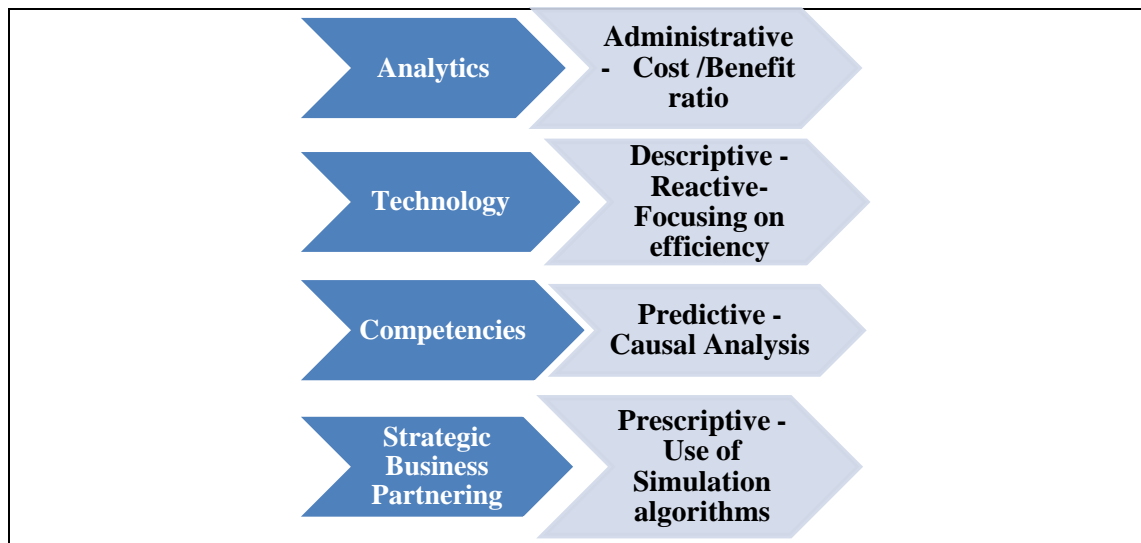 Analytics
Administrative
- Cost /Benefit
ratio
Technology
Descriptive -
Reactive-
Focusing on
efficiency
Competencies
Predictive -
Causal Analysis
Strategic
Business
Partnering
Prescriptive -
Use of
Simulation
algorithms